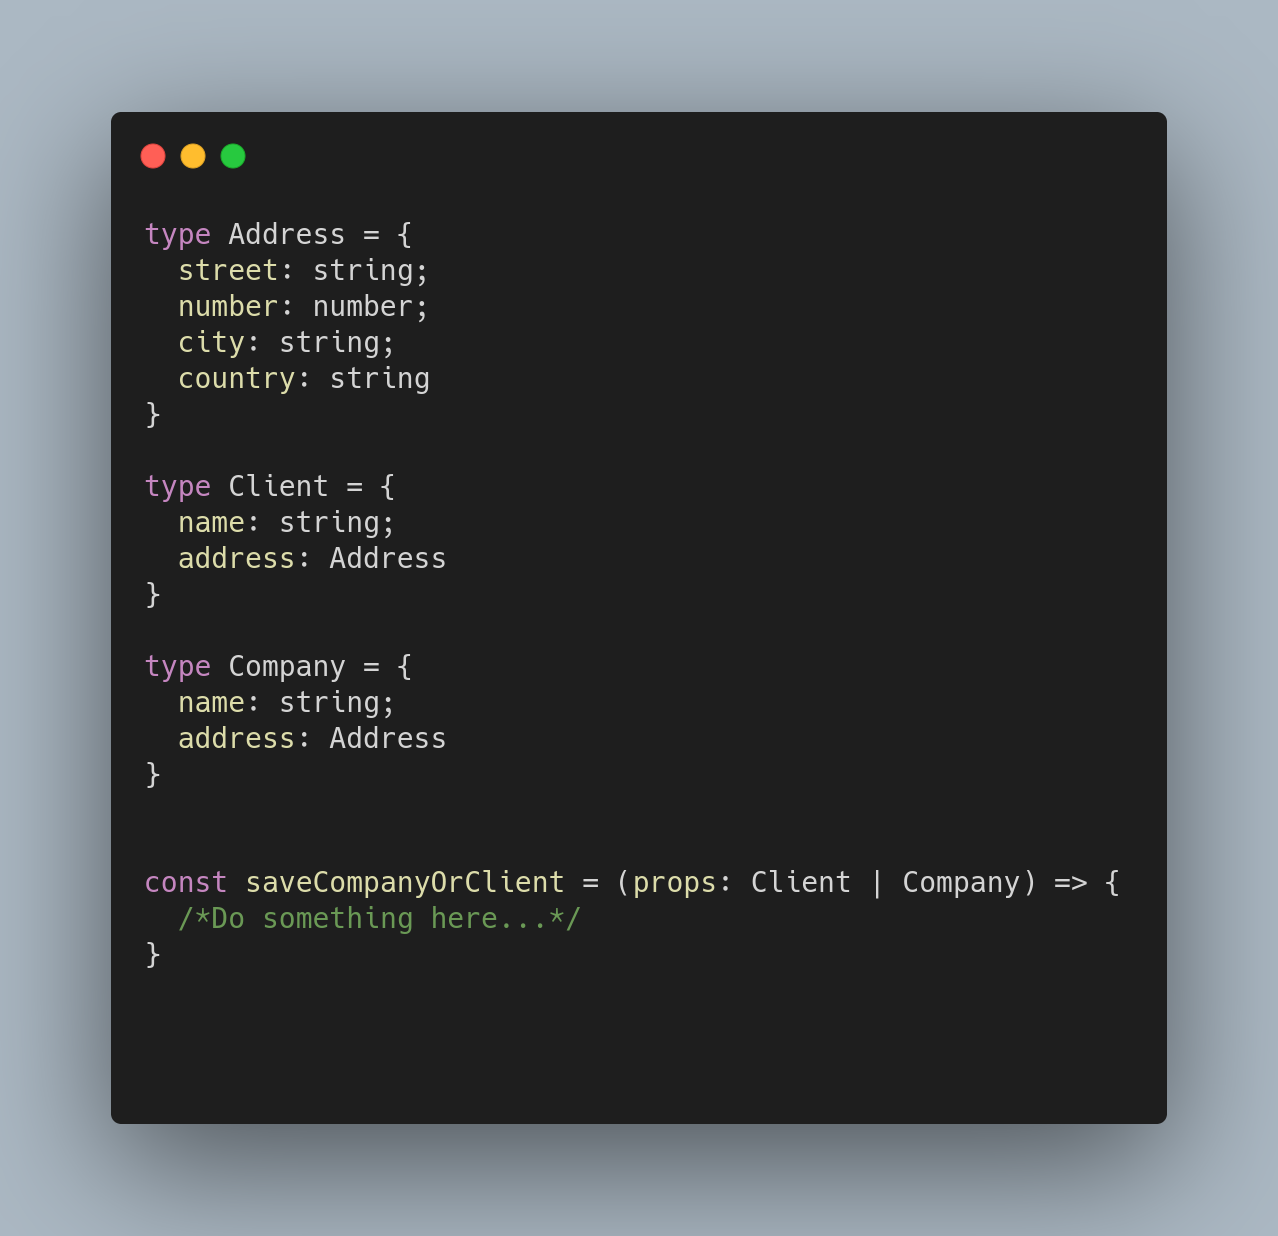 type Address = {
  street: string;
  number: number;
  city: string;
  country: string
}

type Client = {
  name: string;
  address: Address
}

type Company = {
  name: string;
  address: Address
}

const saveCompanyOrClient = (props: Client | Company) => {
  /*Do something here...*/
}